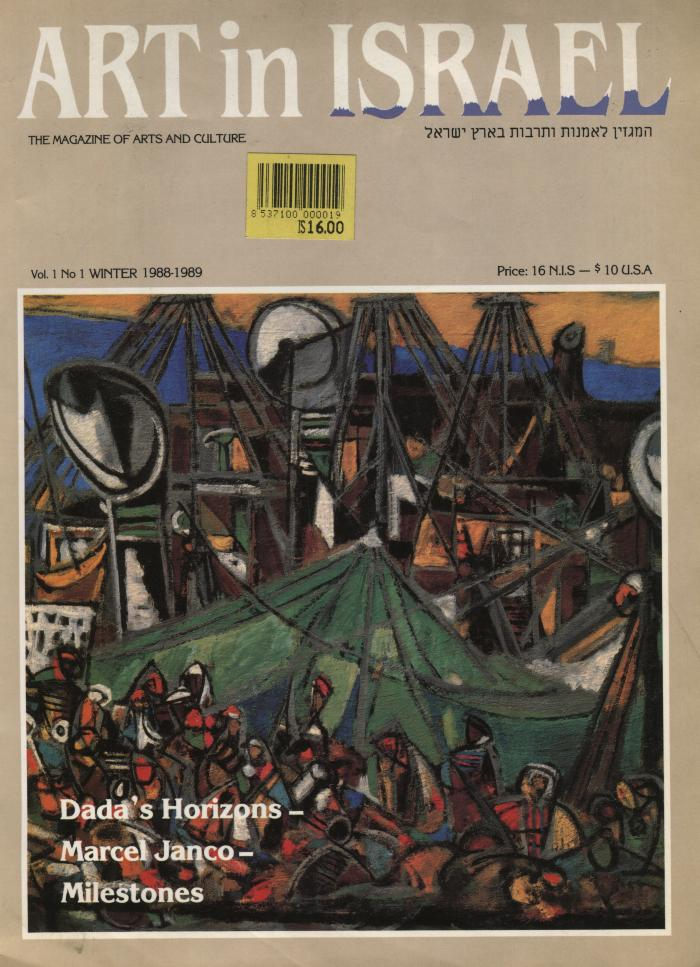 ART in ISRAEL
THE MAGAZINE OF ARTS AND CULTURE
המגזין לאמנות ותרבות בארץ ישראל
8 537100 000019
IS16.00
Vol. 1 No 1 WINTER 1988-1989
Price: 16 N.I.S — $ 10 U.S.A
Dada's Horizons –
Marcel Janco –
Milestones